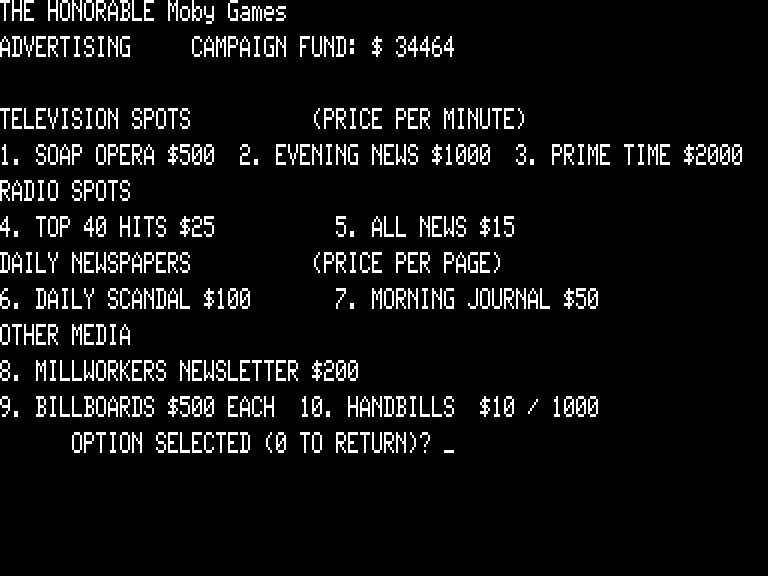 THE HONORABLE Moby Games
ADVERTISING CAMPAIGN FUND: $ 34464
TELEVISION SPOTS (PRICE PER MINUTE)
1. SOAP OPERA $500 2. EVENING NEWS $1000 3. PRIME TIME $2000
RADIO SPOTS
4. TOP 40 HITS $25 5. ALL NEWS $15
DAILY NEWSPAPERS (PRICE PER PAGE)
6. DAILY SCANDAL $100 7. MORNING JOURNAL $50
OTHER MEDIA
8. MILLWORKERS NEWSLETTER $200
9. BILLBOARDS $500 EACH 10. HANDBILLS $10 / 1000
OPTION SELECTED (0 TO RETURN)? _